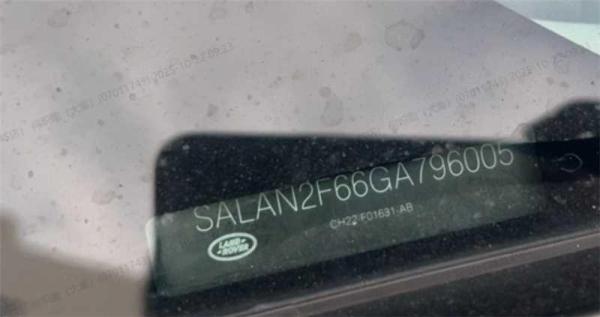 SALAN2F66GA796005
CH22-F01631-AB
LAND-
ROVER